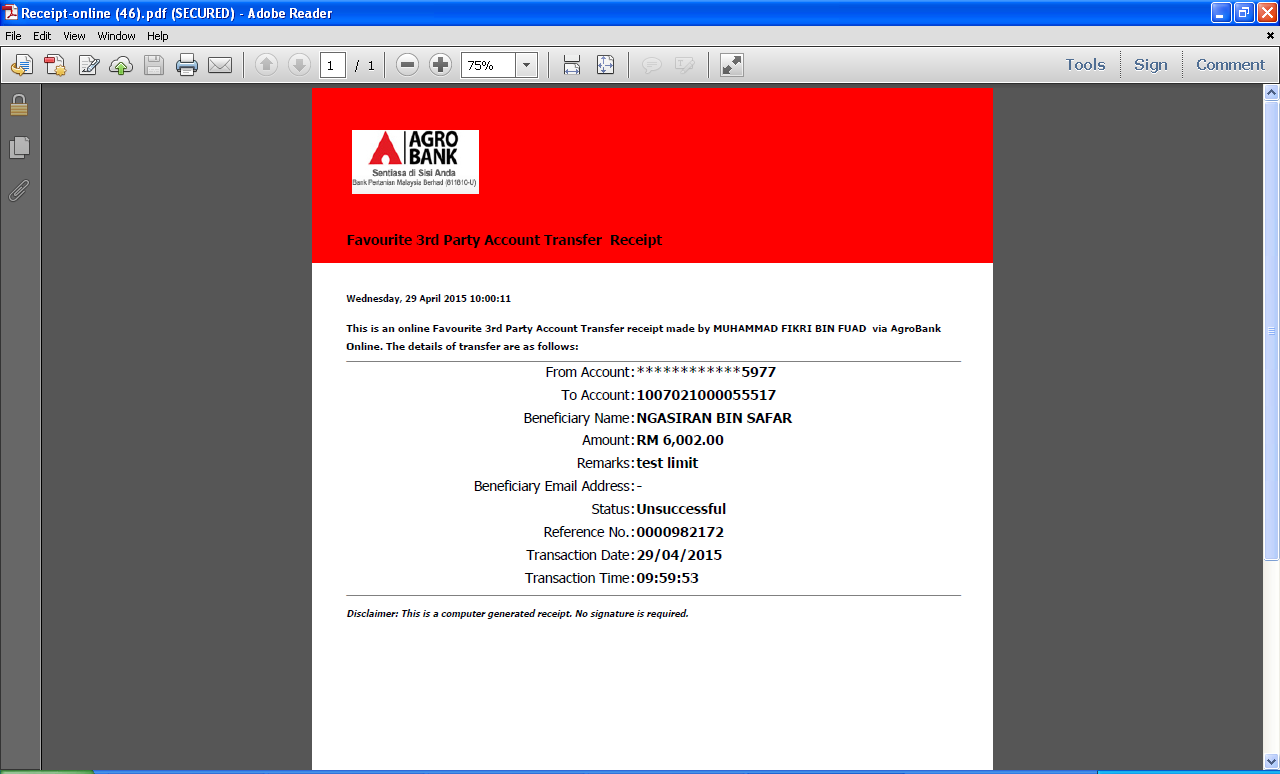 Receipt-online (46).pdf (SECURED) - Adobe Reader
File Edit View Window Help
1 / 1 75% Tools Sign Comment
AGRO
BANK
Sentiasa di Sisi Anda
Bank Pertanian Malaysia Berhad (811810-U)
Favourite 3rd Party Account Transfer Receipt
Wednesday, 29 April 2015 10:00:11
This is an online Favourite 3rd Party Account Transfer receipt made by MUHAMMAD FIKRI BIN FUAD via AgroBank
Online. The details of transfer are as follows:
From Account:************5977
To Account:1007021000055517
Beneficiary Name:NGASIRAN BIN SAFAR
Amount:RM 6,002.00
Remarks:test limit
Beneficiary Email Address:-
Status:Unsuccessful
Reference No.:0000982172
Transaction Date:29/04/2015
Transaction Time:09:59:53
Disclaimer: This is a computer generated receipt. No signature is required.